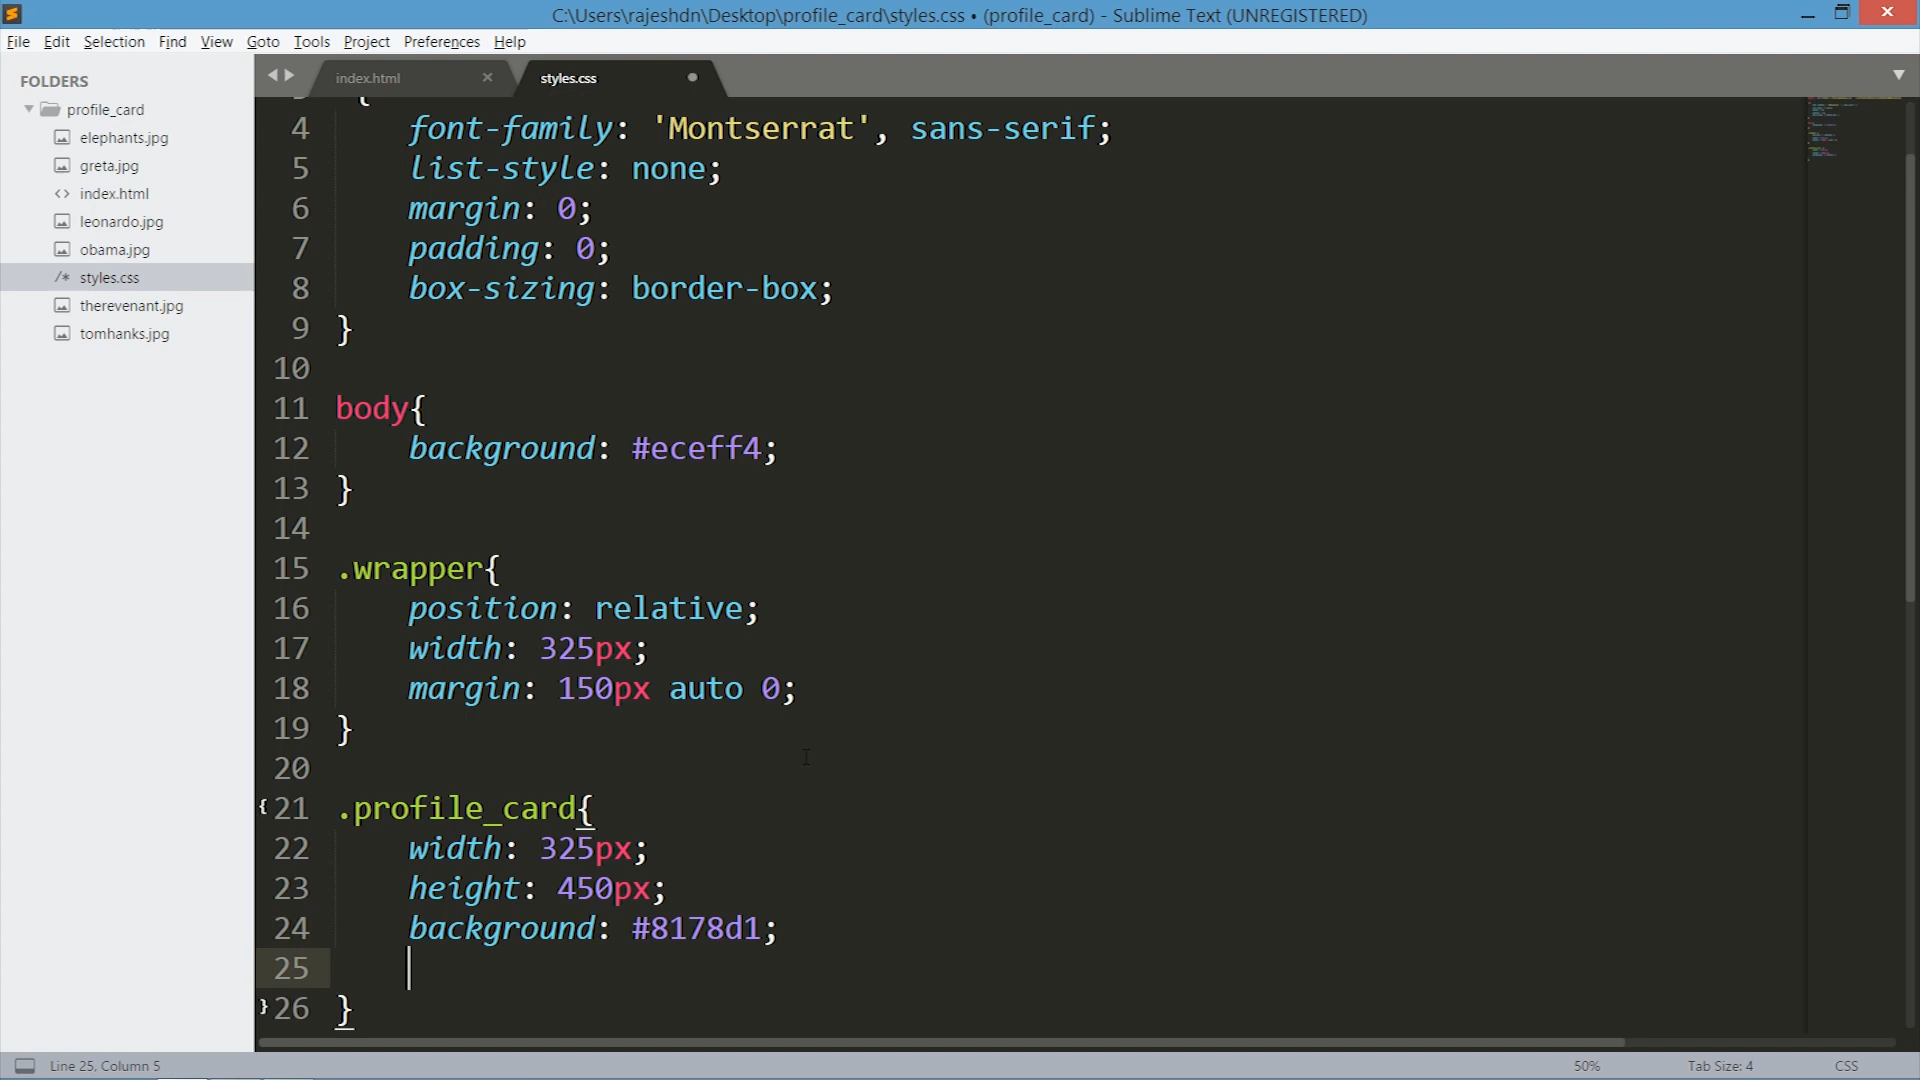 C:\Users\rajeshdn\Desktop\profile_card\styles.css • (profile_card) - Sublime Text (UNREGISTERED)
File Edit Selection Find View Goto Tools Project Preferences Help
FOLDERS
profile_card
elephants.jpg
greta.jpg
<> index.html
leonardo.jpg
obama.jpg
/* styles.css
therevenant.jpg
tomhanks.jpg
index.html ×
styles.css
{
4 font-family: 'Montserrat', sans-serif;
5 list-style: none;
6 margin: 0;
7 padding: 0;
8 box-sizing: border-box;
9 }
10
11 body{
12 background: #eceff4;
13 }
14
15 .wrapper{
16 position: relative;
17 width: 325px;
18 margin: 150px auto 0;
19 }
20
21 .profile_card{
22 width: 325px;
23 height: 450px;
24 background: #8178d1;
25
26 }
Line 25, Column 5
50%
Tab Size: 4
CSS